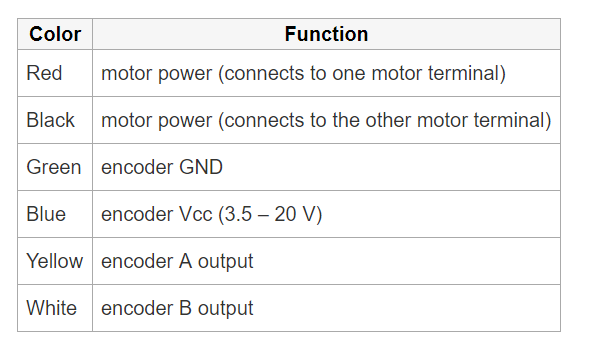 Color Function
Red motor power (connects to one motor terminal)
Black motor power (connects to the other motor terminal)
Green encoder GND
Blue encoder Vcc (3.5 – 20 V)
Yellow encoder A output
White encoder B output